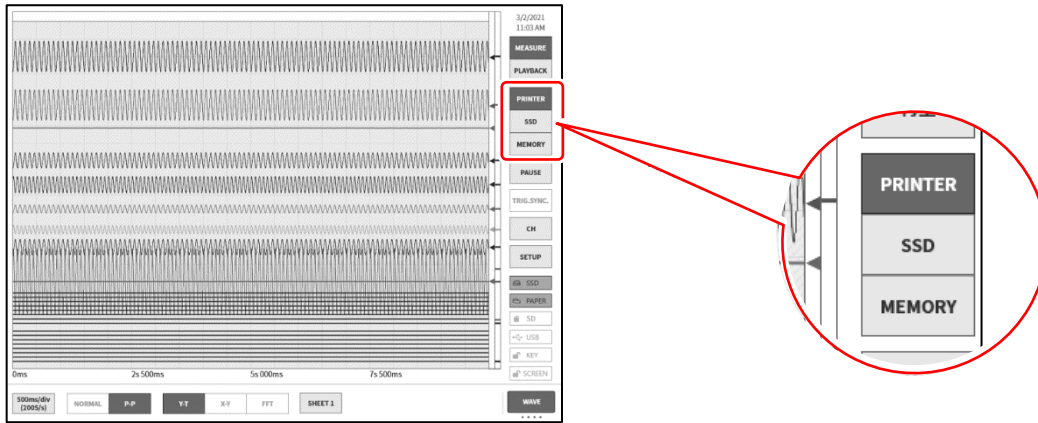 3/2/2021
11:03 AM
MEASURE
PLAYBACK
PRINTER
SSD
MEMORY
PAUSE
TRIG.SYNC.
CH
SETUP
SSD
PAPER
SD
USB
KEY
SCREEN
0ms
2s 500ms
5s 000ms
7s 500ms
500ms/div
(200S/s)
NORMAL
P-P
Y-T
X-Y
FFT
SHEET 1
WAVE
PRINTER
SSD
MEMORY